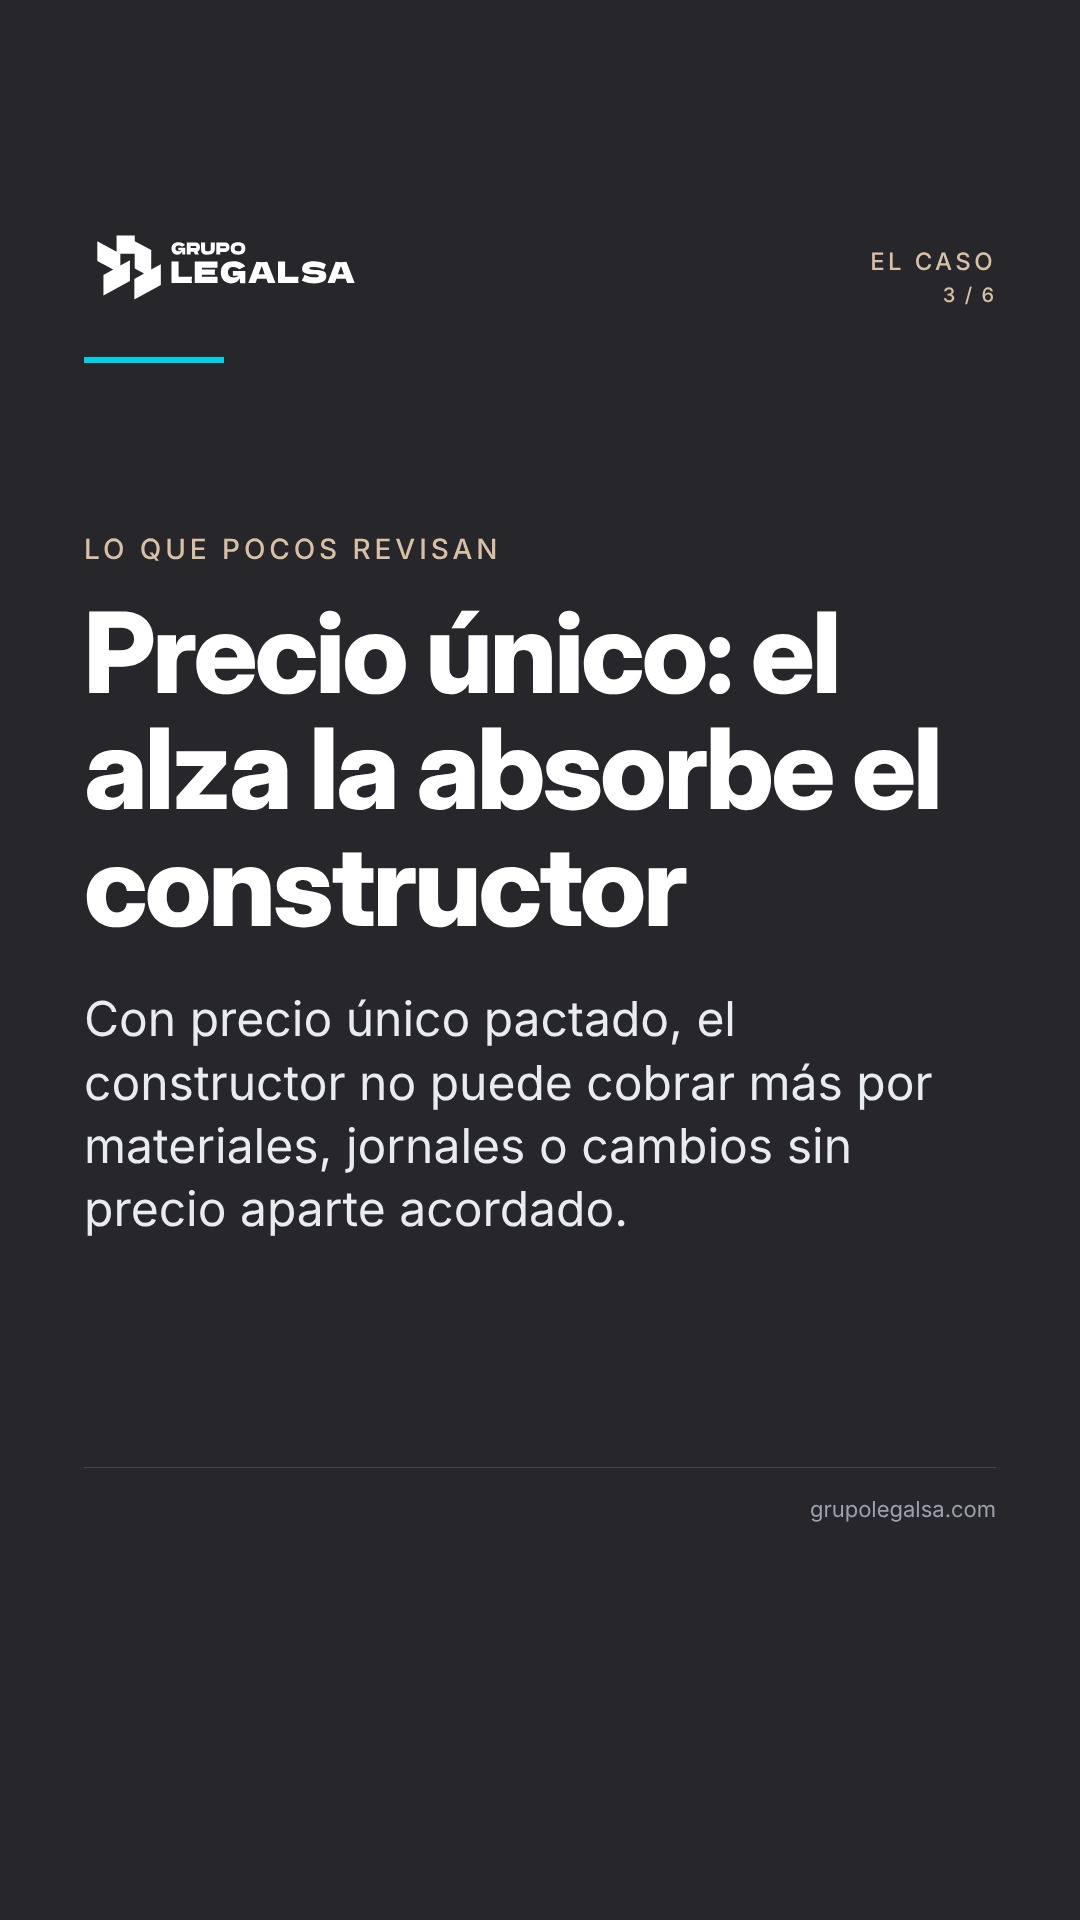 GRUPO
LEGALSA
EL CASO
3 / 6
LO QUE POCOS REVISAN
Precio único: el
alza la absorbe el
constructor
Con precio único pactado, el
constructor no puede cobrar más por
materiales, jornales o cambios sin
precio aparte acordado.
grupolegalsa.com